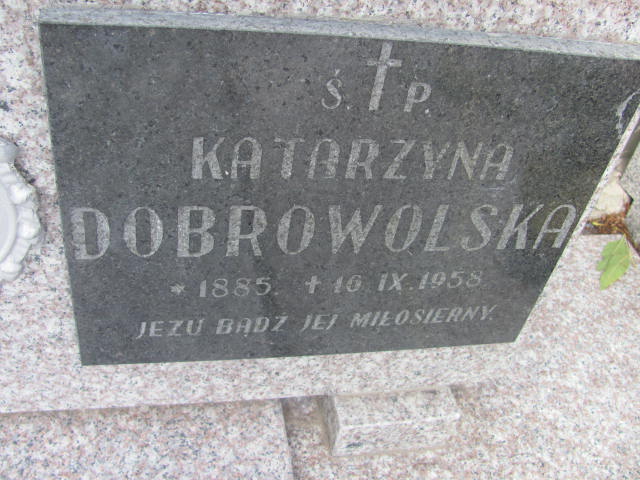 Ś. P.
KATARZYNA
DOBROWOLSKA
* 1885 + 16 IX. 1958
JEZU BĄDŹ JEJ MIŁOSIERNY.